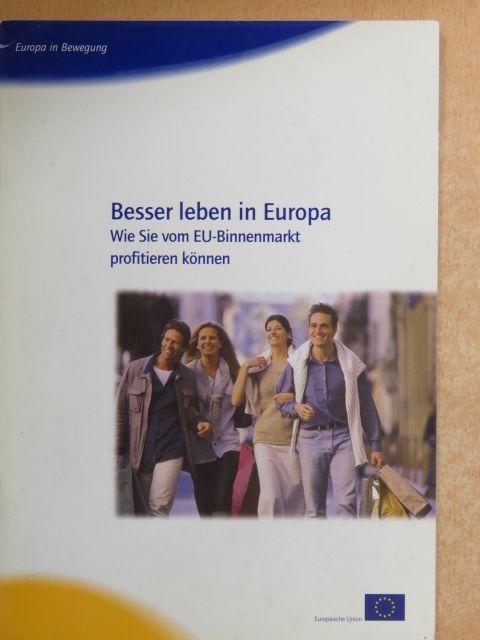 Europa in Bewegung
Besser leben in Europa
Wie Sie vom EU-Binnenmarkt
profitieren können
Europäische Union